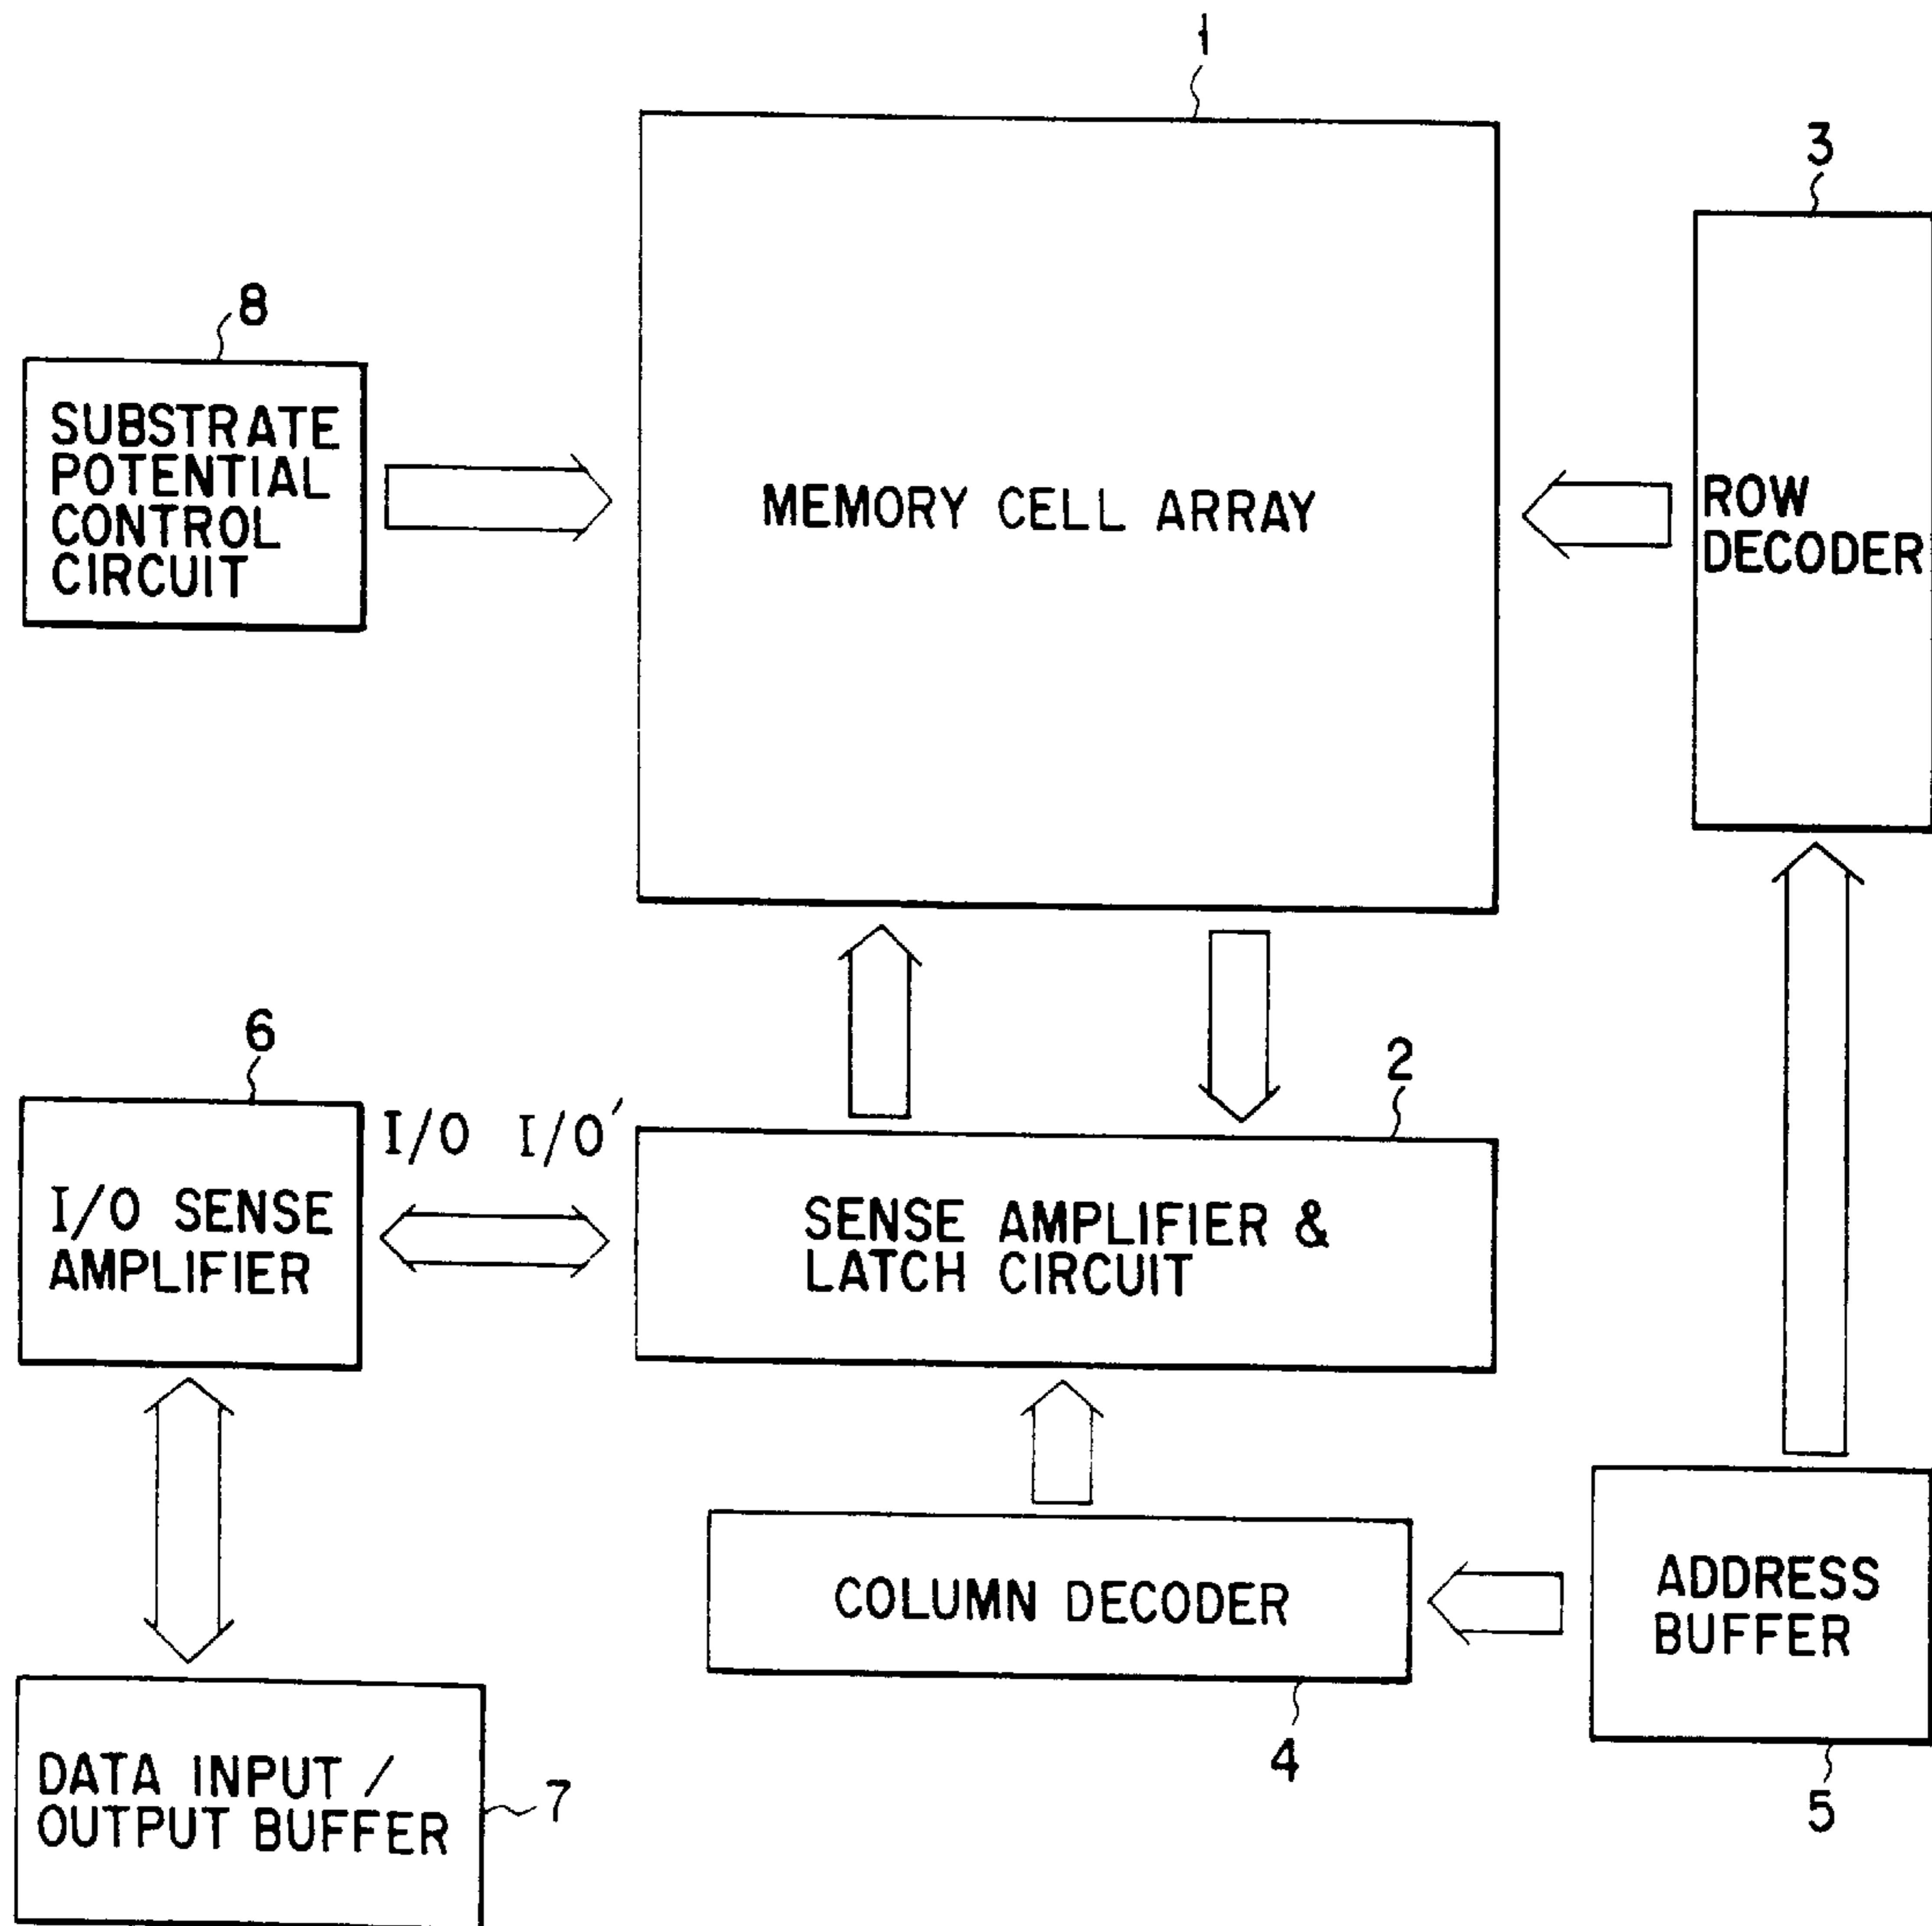 1
3
8
SUBSTRATE
POTENTIAL
CONTROL
CIRCUIT
MEMORY CELL ARRAY
ROW
DECODER
6
2
I/O I/O′
I/O SENSE
AMPLIFIER
SENSE AMPLIFIER &
LATCH CIRCUIT
COLUMN DECODER
ADDRESS
BUFFER
4
5
DATA INPUT /
OUTPUT BUFFER
7